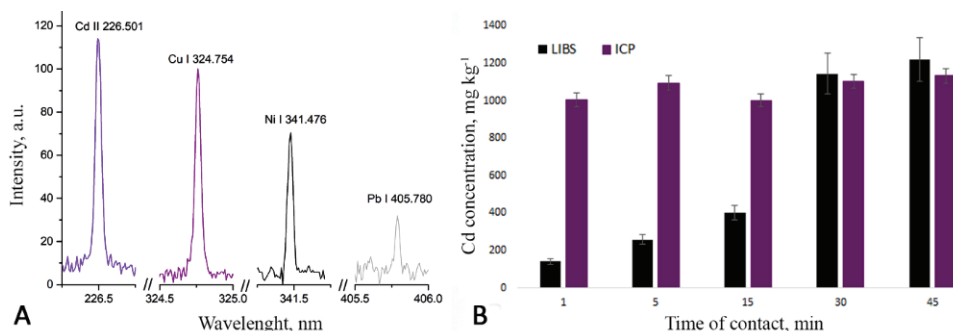 Cd II 226.501
Cu I 324.754
Ni I 341.476
Pb I 405.780
Intensity, a.u.
120
100
80
60
40
20
0
226.5
324.5
325.0
341.5
405.5
406.0
Wavelenght, nm
A
LIBS
ICP
Cd concentration, mg kg⁻¹
1400
1200
1000
800
600
400
200
0
1
5
15
30
45
Time of contact, min
B